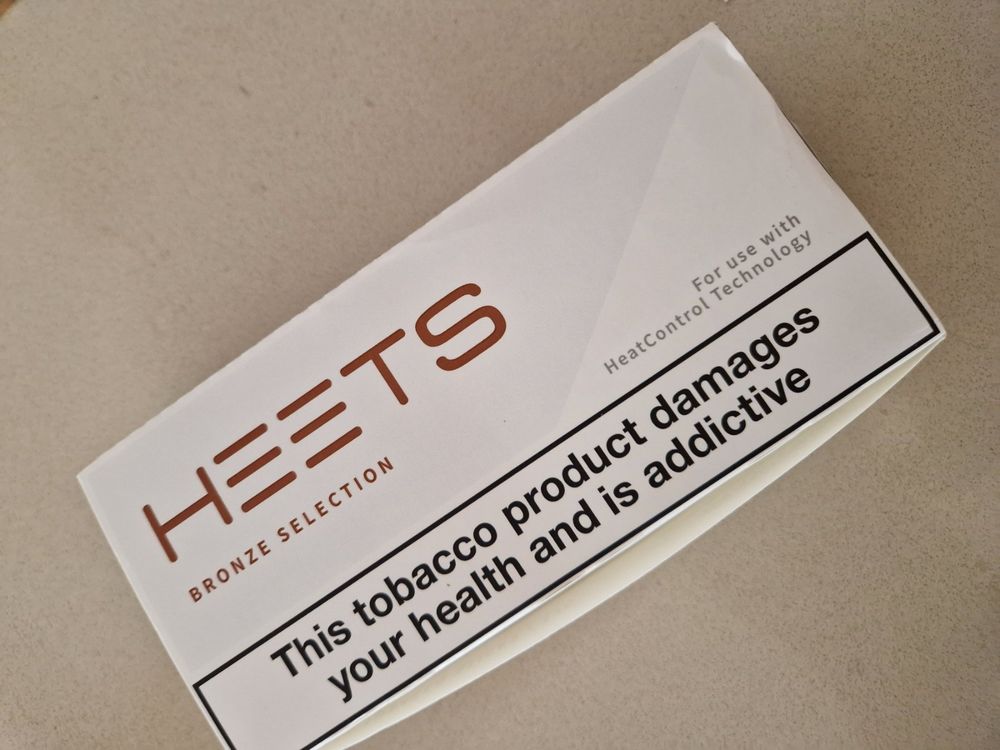 HEETS
BRONZE SELECTION
For use with
HeatControl Technology
This tobacco product damages
your health and is addictive